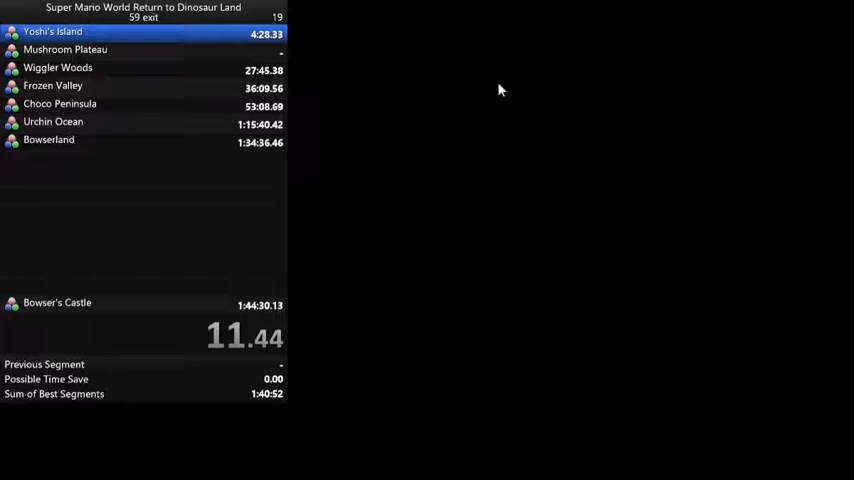 Super Mario World Return to Dinosaur Land
59 exit 19
Yoshi's Island 4:28.33
Mushroom Plateau -
Wiggler Woods 27:45.38
Frozen Valley 36:09.56
Choco Peninsula 53:08.69
Urchin Ocean 1:15:40.42
Bowserland 1:34:36.46
Bowser's Castle 1:44:30.13
11.44
Previous Segment -
Possible Time Save 0.00
Sum of Best Segments 1:40:52